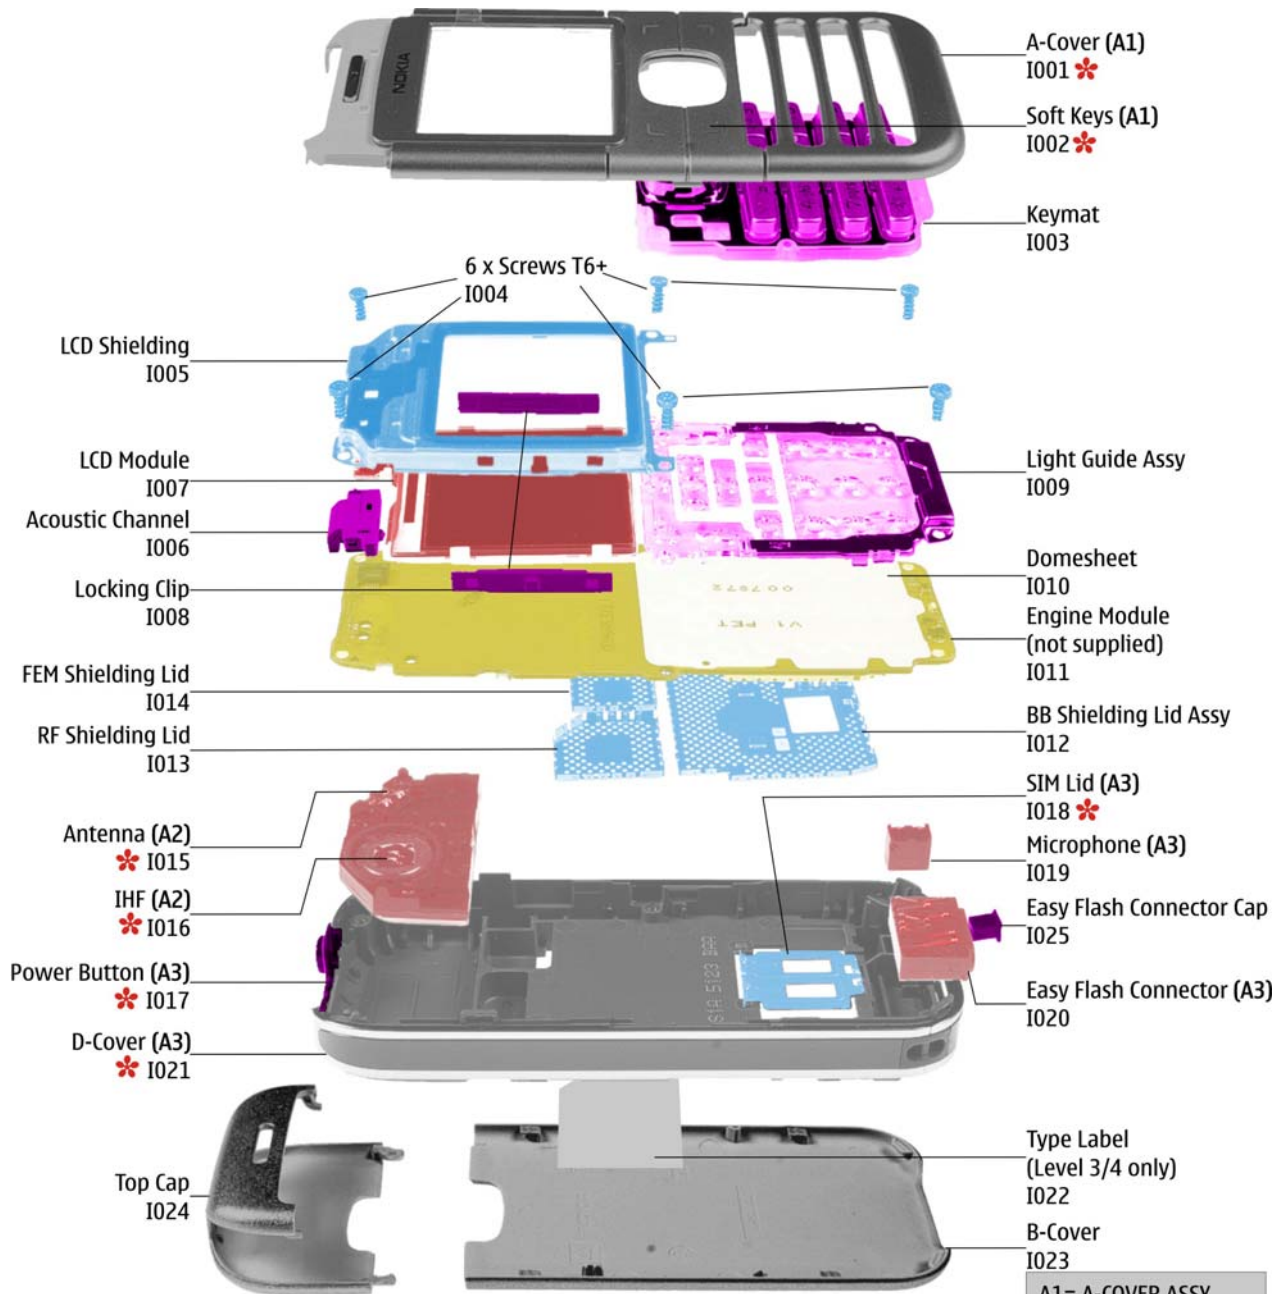 A-Cover (A1)
I001 *
Soft Keys (A1)
I002 *
Keymat
I003
NOKIA
6 x Screws T6+
I004
LCD Shielding
I005
LCD Module
I007
Acoustic Channel
I006
Locking Clip
I008
Light Guide Assy
I009
Domesheet
I010
Engine Module
(not supplied)
I011
007972
V1 PET
FEM Shielding Lid
I014
RF Shielding Lid
I013
BB Shielding Lid Assy
I012
SIM Lid (A3)
I018 *
Antenna (A2)
* I015
Microphone (A3)
I019
IHF (A2)
* I016
Easy Flash Connector Cap
I025
Power Button (A3)
* I017
Easy Flash Connector (A3)
I020
D-Cover (A3)
* I021
Type Label
(Level 3/4 only)
I022
Top Cap
I024
B-Cover
I023